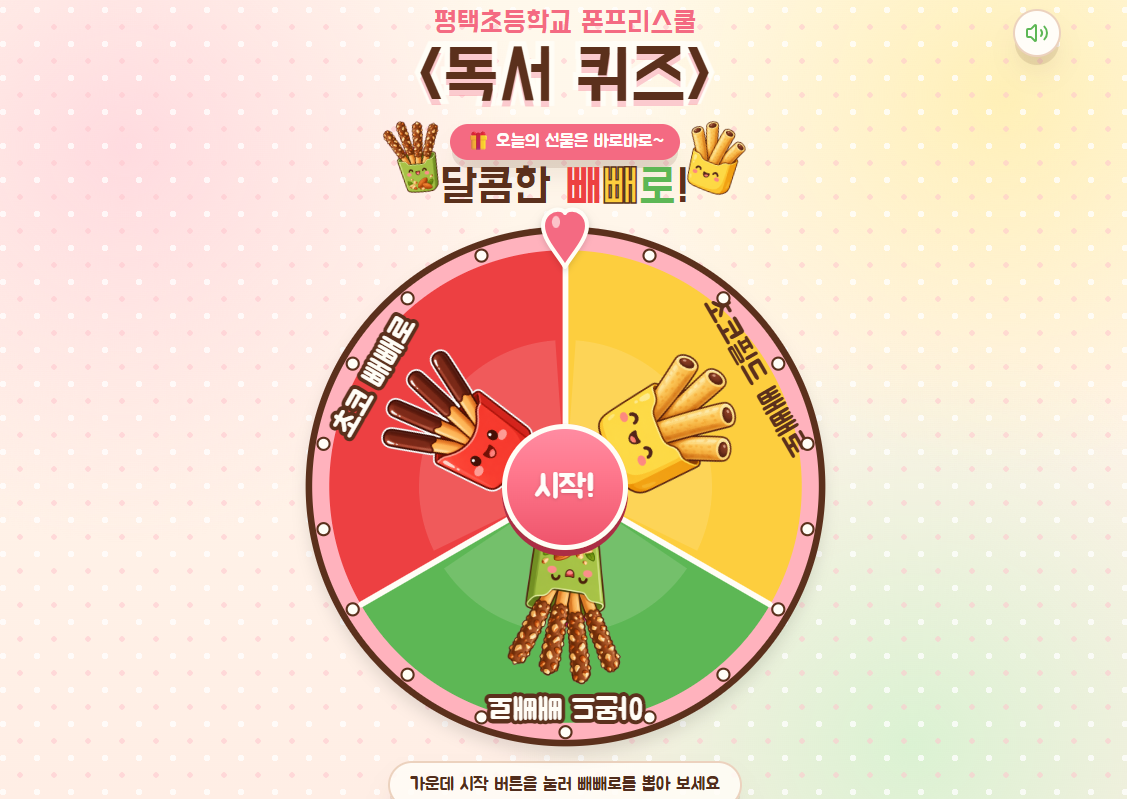 평택초등학교 폰프리스쿨
〈독서 퀴즈〉
오늘의 선물은 바로바로~
달콤한 빼빼로!
초코 빼빼로
초코필드 빼빼로
시작!
아몬드 빼빼로
가운데 시작 버튼을 눌러 빼빼로를 뽑아 보세요